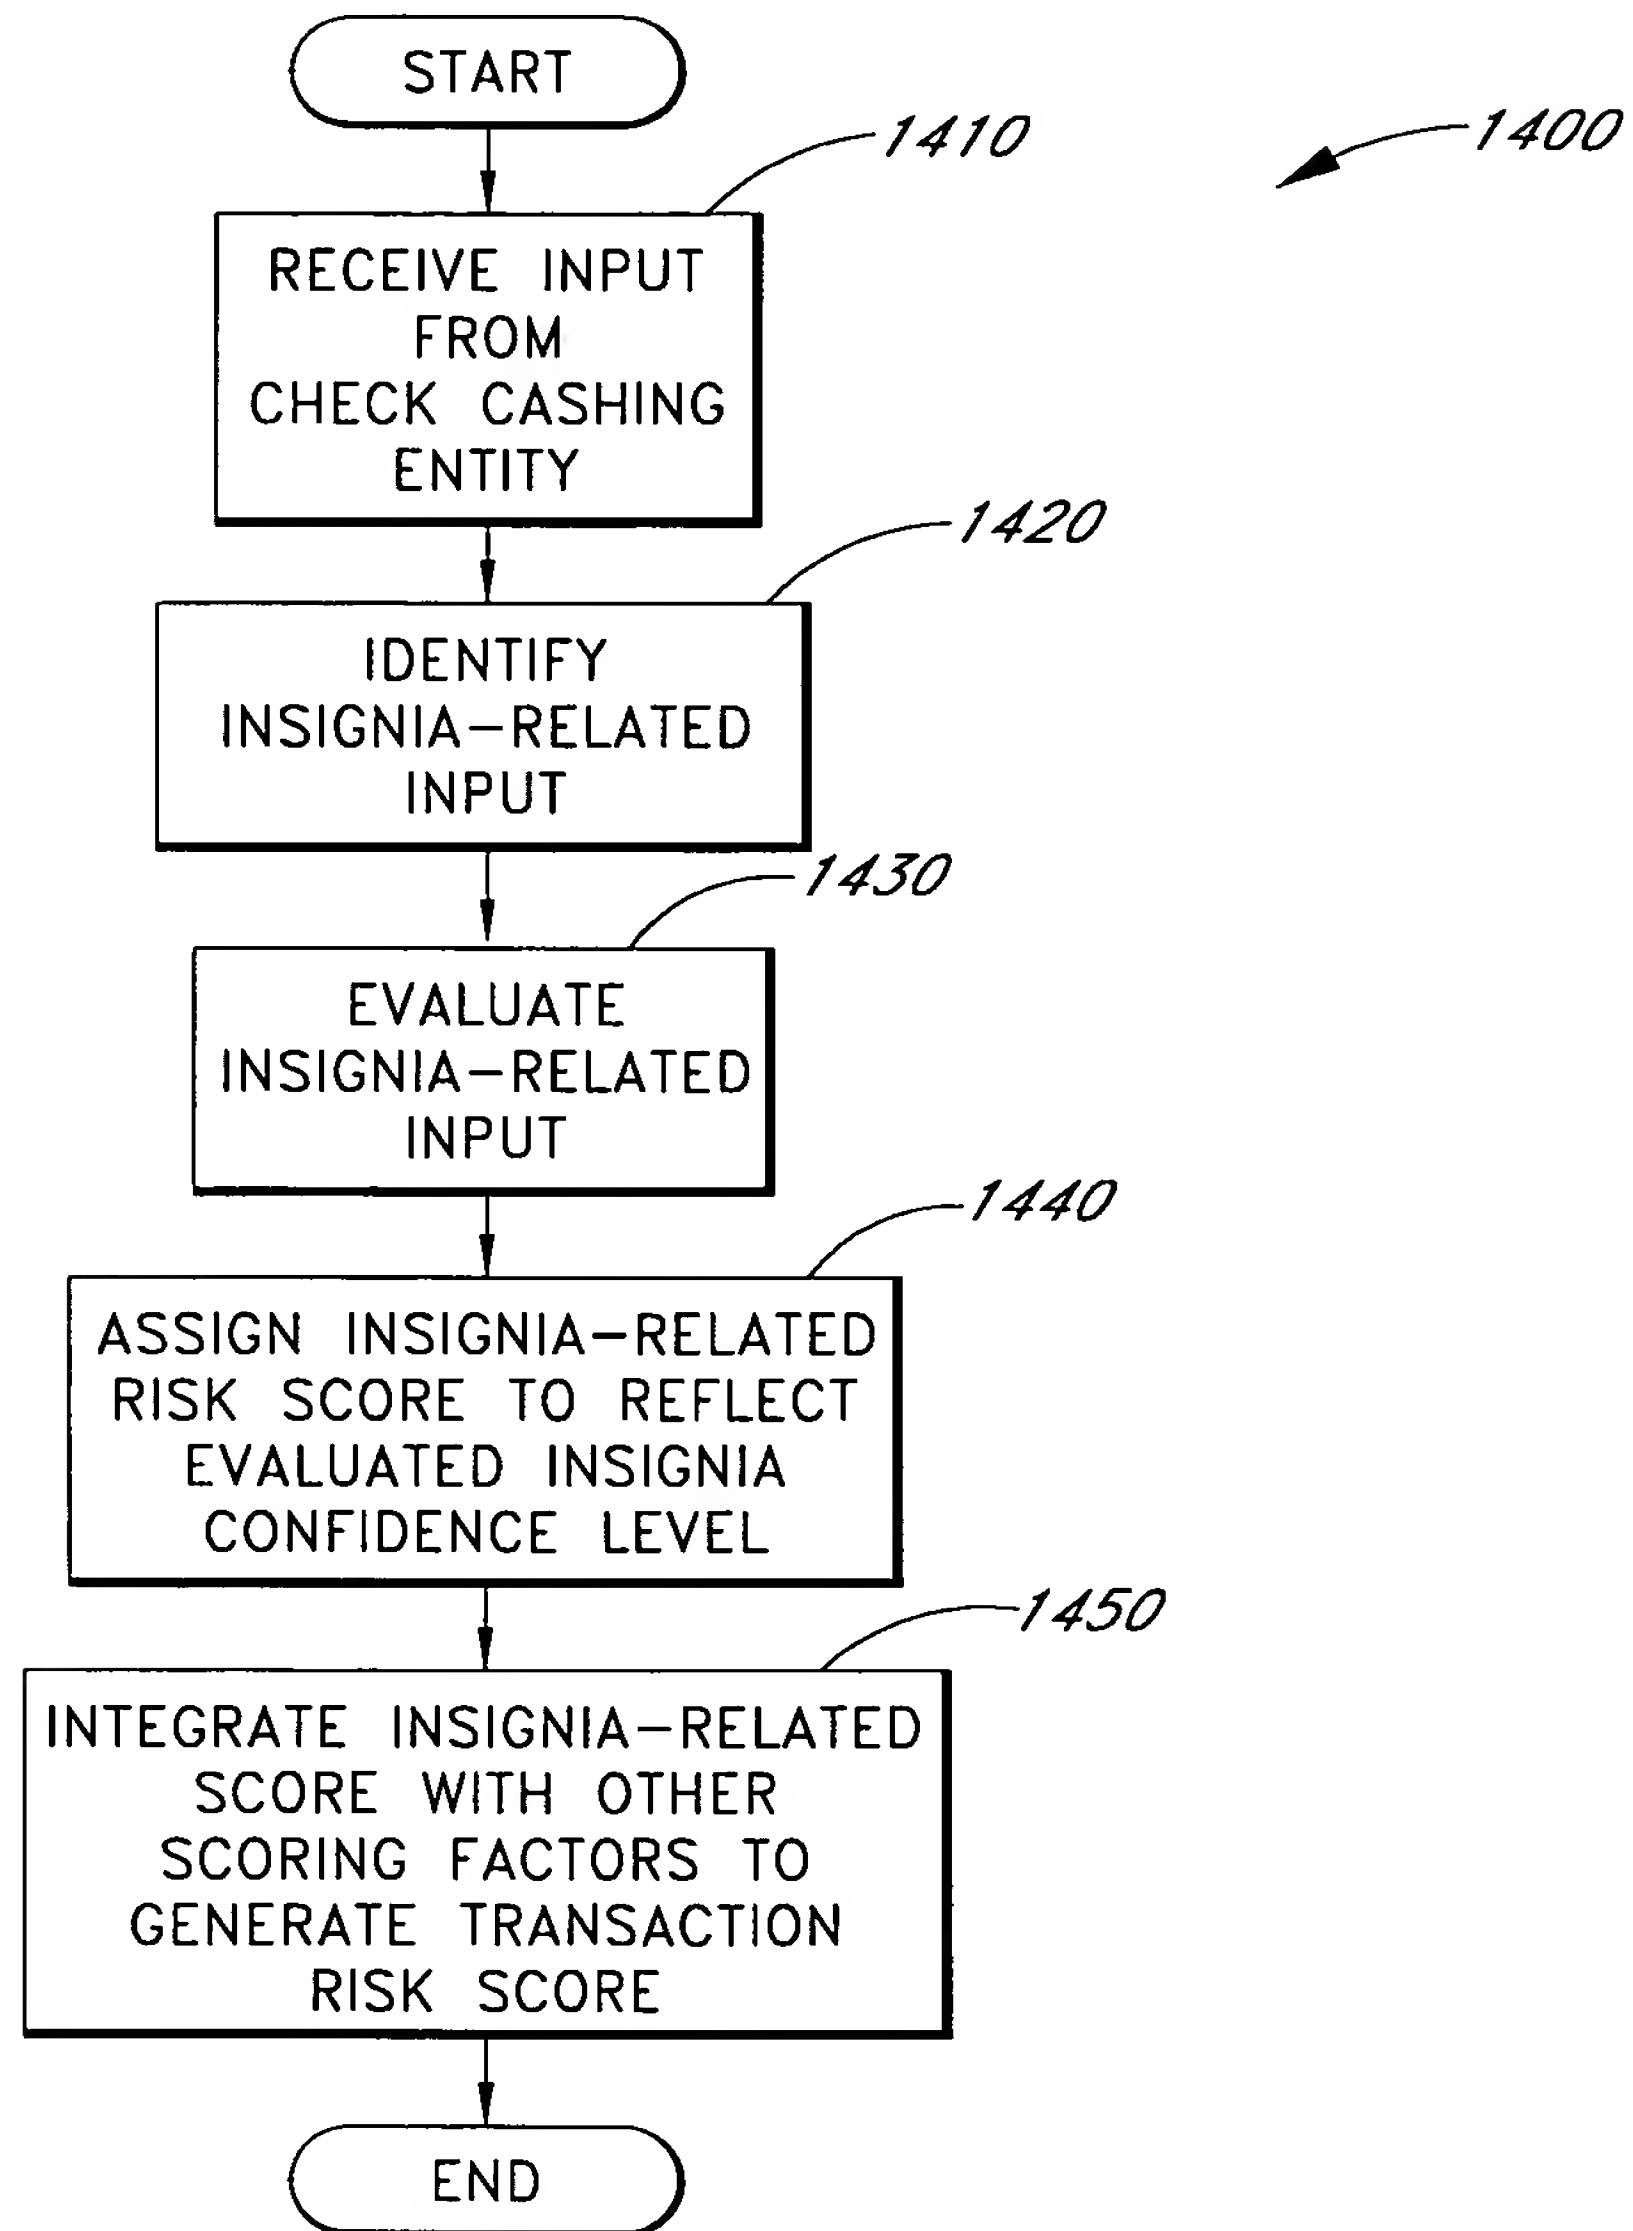 START
1410
1400
RECEIVE INPUT
FROM
CHECK CASHING
ENTITY
1420
IDENTIFY
INSIGNIA-RELATED
INPUT
1430
EVALUATE
INSIGNIA-RELATED
INPUT
1440
ASSIGN INSIGNIA-RELATED
RISK SCORE TO REFLECT
EVALUATED INSIGNIA
CONFIDENCE LEVEL
1450
INTEGRATE INSIGNIA-RELATED
SCORE WITH OTHER
SCORING FACTORS TO
GENERATE TRANSACTION
RISK SCORE
END